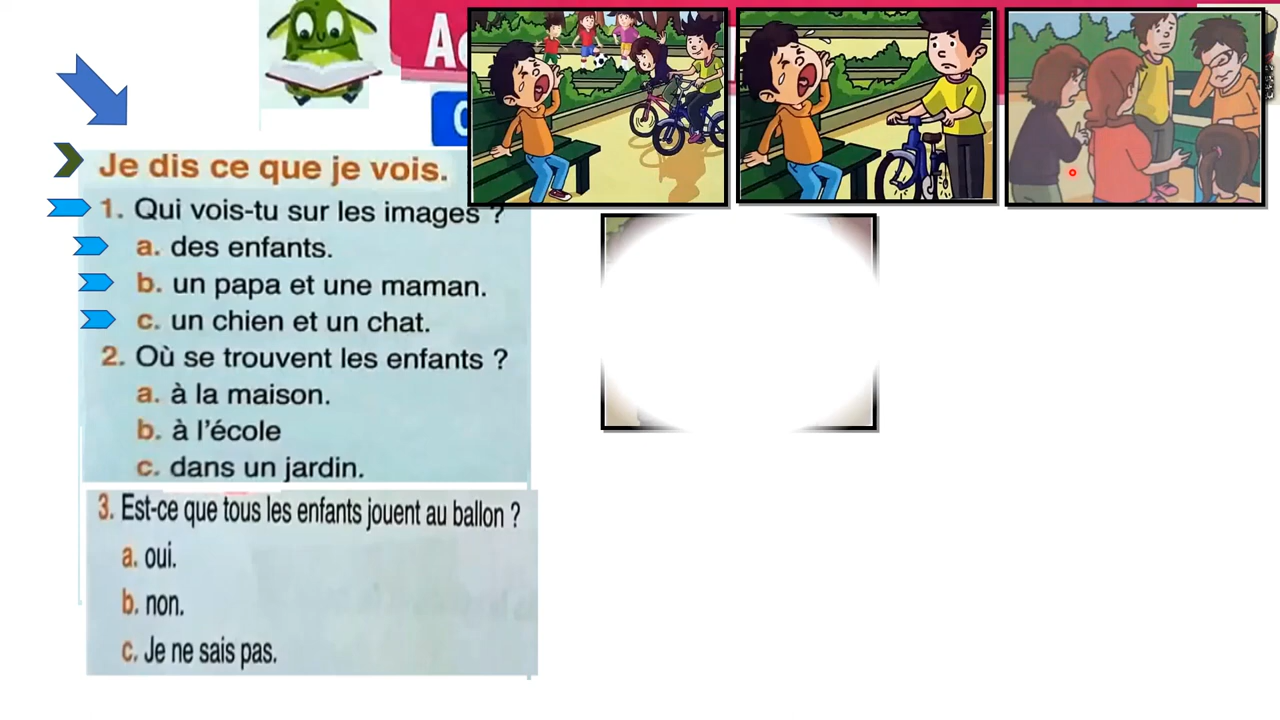 Je dis ce que je vois.
1. Qui vois-tu sur les images ?
a. des enfants.
b. un papa et une maman.
c. un chien et un chat.
2. Où se trouvent les enfants ?
a. à la maison.
b. à l'école
c. dans un jardin.
3. Est-ce que tous les enfants jouent au ballon ?
a. oui.
b. non.
c. Je ne sais pas.